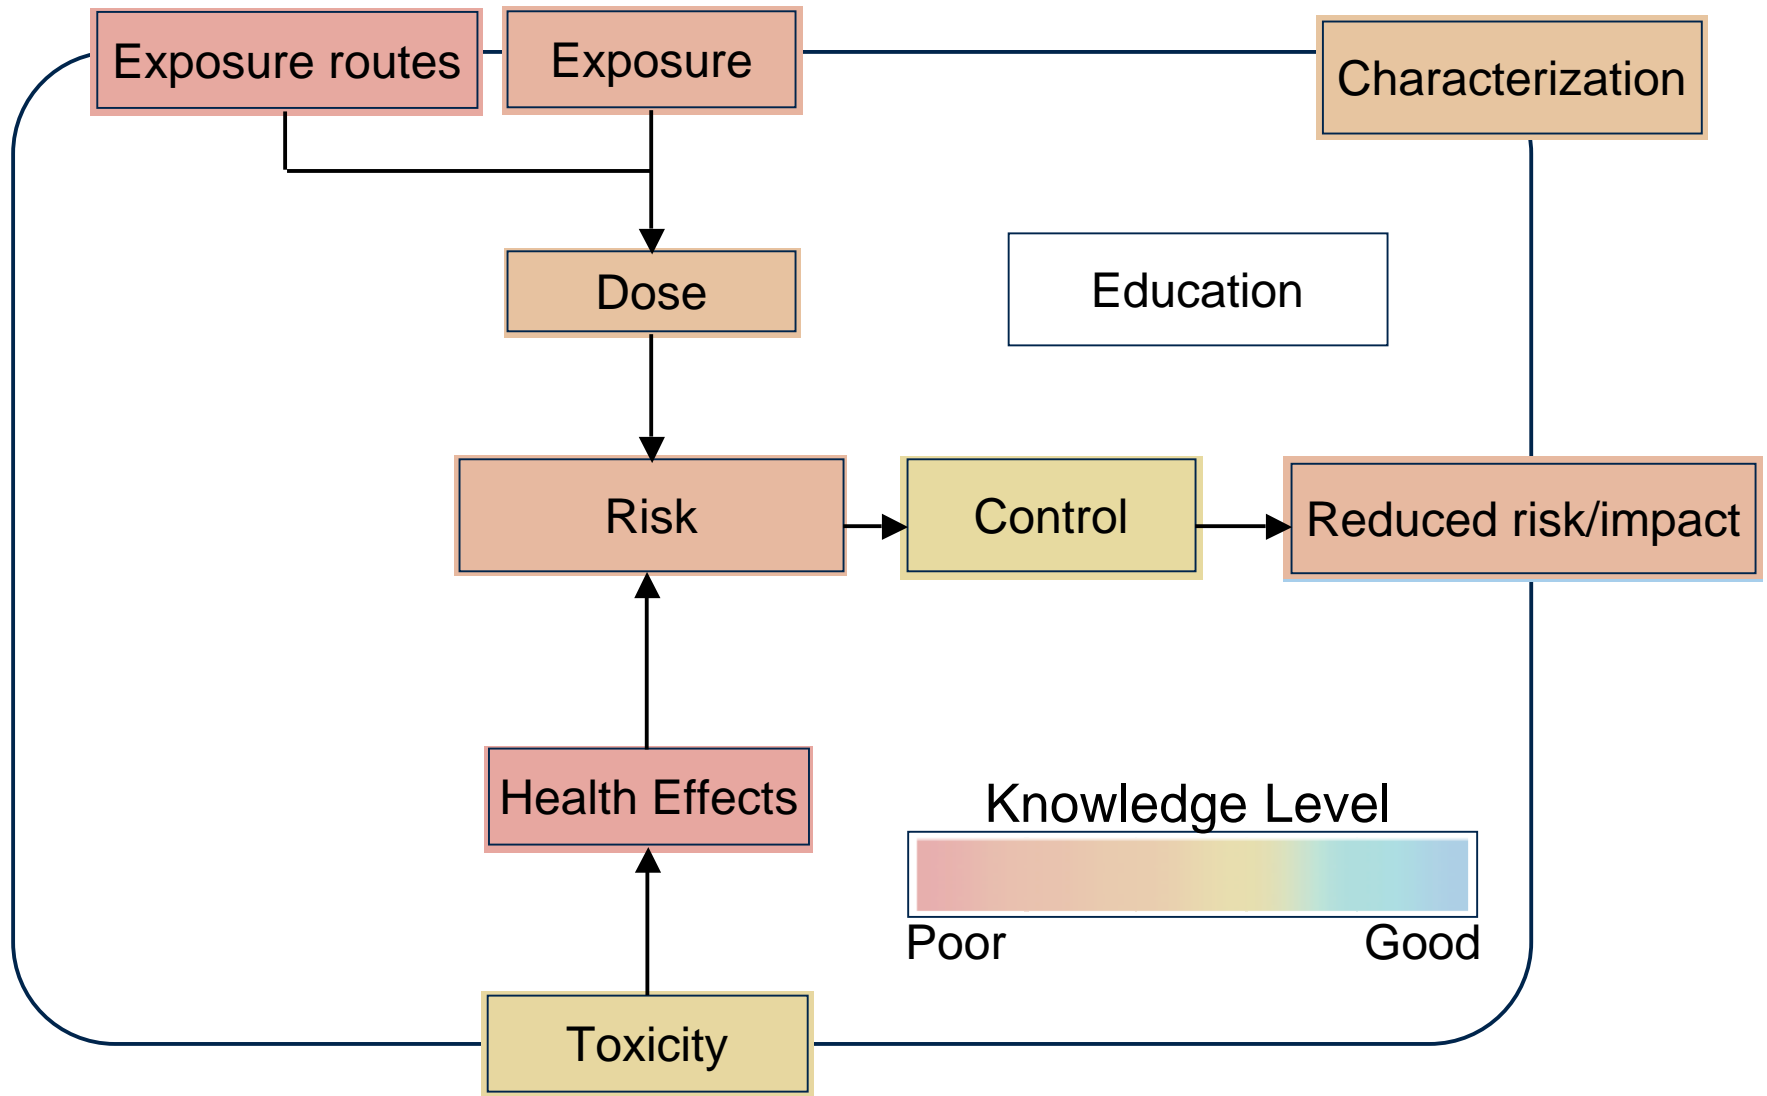 Exposure routes
Exposure
Characterization
Dose
Education
Risk
Control
Reduced risk/impact
Health Effects
Knowledge Level
Poor
Good
Toxicity